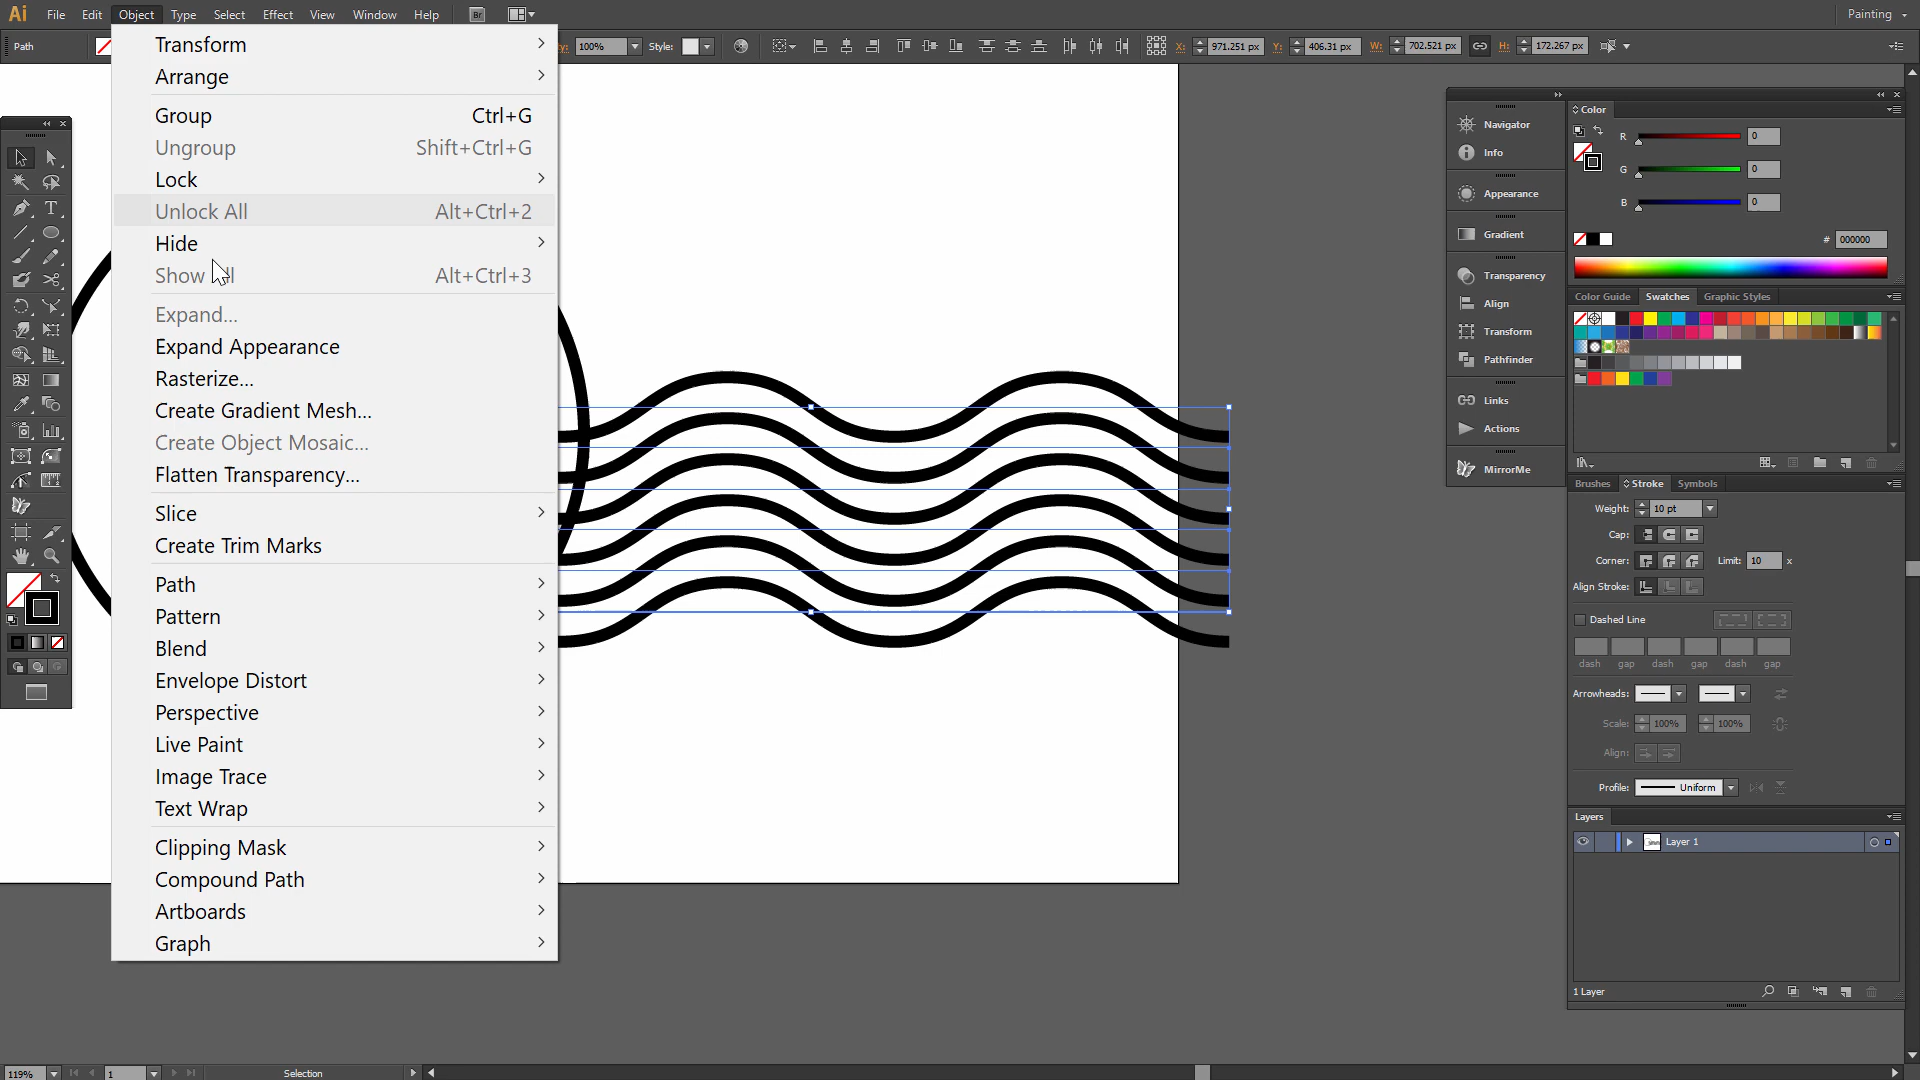 Ai File Edit Object Type Select Effect View Window Help Br Painting
Path 100% Style: X: 971.251 px Y: 406.31 px W: 702.521 px H: 172.267 px
Transform
Arrange
Group Ctrl+G
Ungroup Shift+Ctrl+G
Lock
Unlock All Alt+Ctrl+2
Hide
Show Alt+Ctrl+3
Expand...
Expand Appearance
Rasterize...
Create Gradient Mesh...
Create Object Mosaic...
Flatten Transparency...
Slice
Create Trim Marks
Path
Pattern
Blend
Envelope Distort
Perspective
Live Paint
Image Trace
Text Wrap
Clipping Mask
Compound Path
Artboards
Graph
Navigator
Info
Appearance
Gradient
Transparency
Align
Transform
Pathfinder
Links
Actions
MirrorMe
Color
R 0
G 0
B 0
# 000000
Color Guide Swatches Graphic Styles
Brushes Stroke Symbols
Weight: 10 pt
Cap:
Corner: Limit: 10 x
Align Stroke:
Dashed Line
dash gap dash gap dash gap
Arrowheads:
Scale: 100% 100%
Align:
Profile: Uniform
Layers
Layer 1
1 Layer
119% 1 Selection